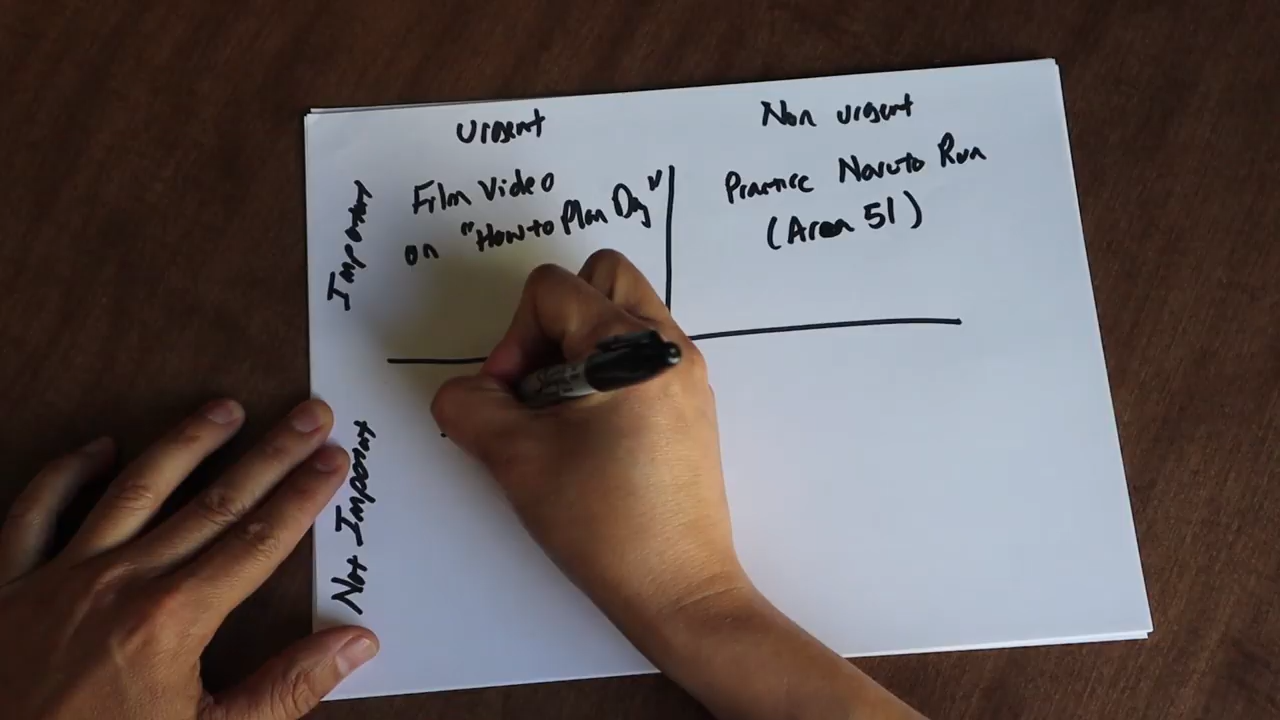 Urgent
Non urgent
Film Video
on "How to Plan Day"
Practice Naruto Run
(Area 51)
Important
Not Important